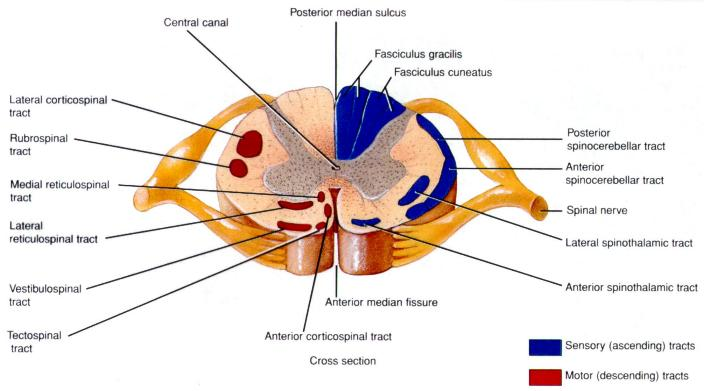 Posterior median sulcus
Central canal
Fasciculus gracilis
Fasciculus cuneatus
Lateral corticospinal
tract
Rubrospinal
tract
Medial reticulospinal
tract
Lateral
reticulospinal tract
Vestibulospinal
tract
Tectospinal
tract
Posterior
spinocerebellar tract
Anterior
spinocerebellar tract
Spinal nerve
Lateral spinothalamic tract
Anterior spinothalamic tract
Anterior median fissure
Anterior corticospinal tract
Cross section
Sensory (ascending) tracts
Motor (descending) tracts